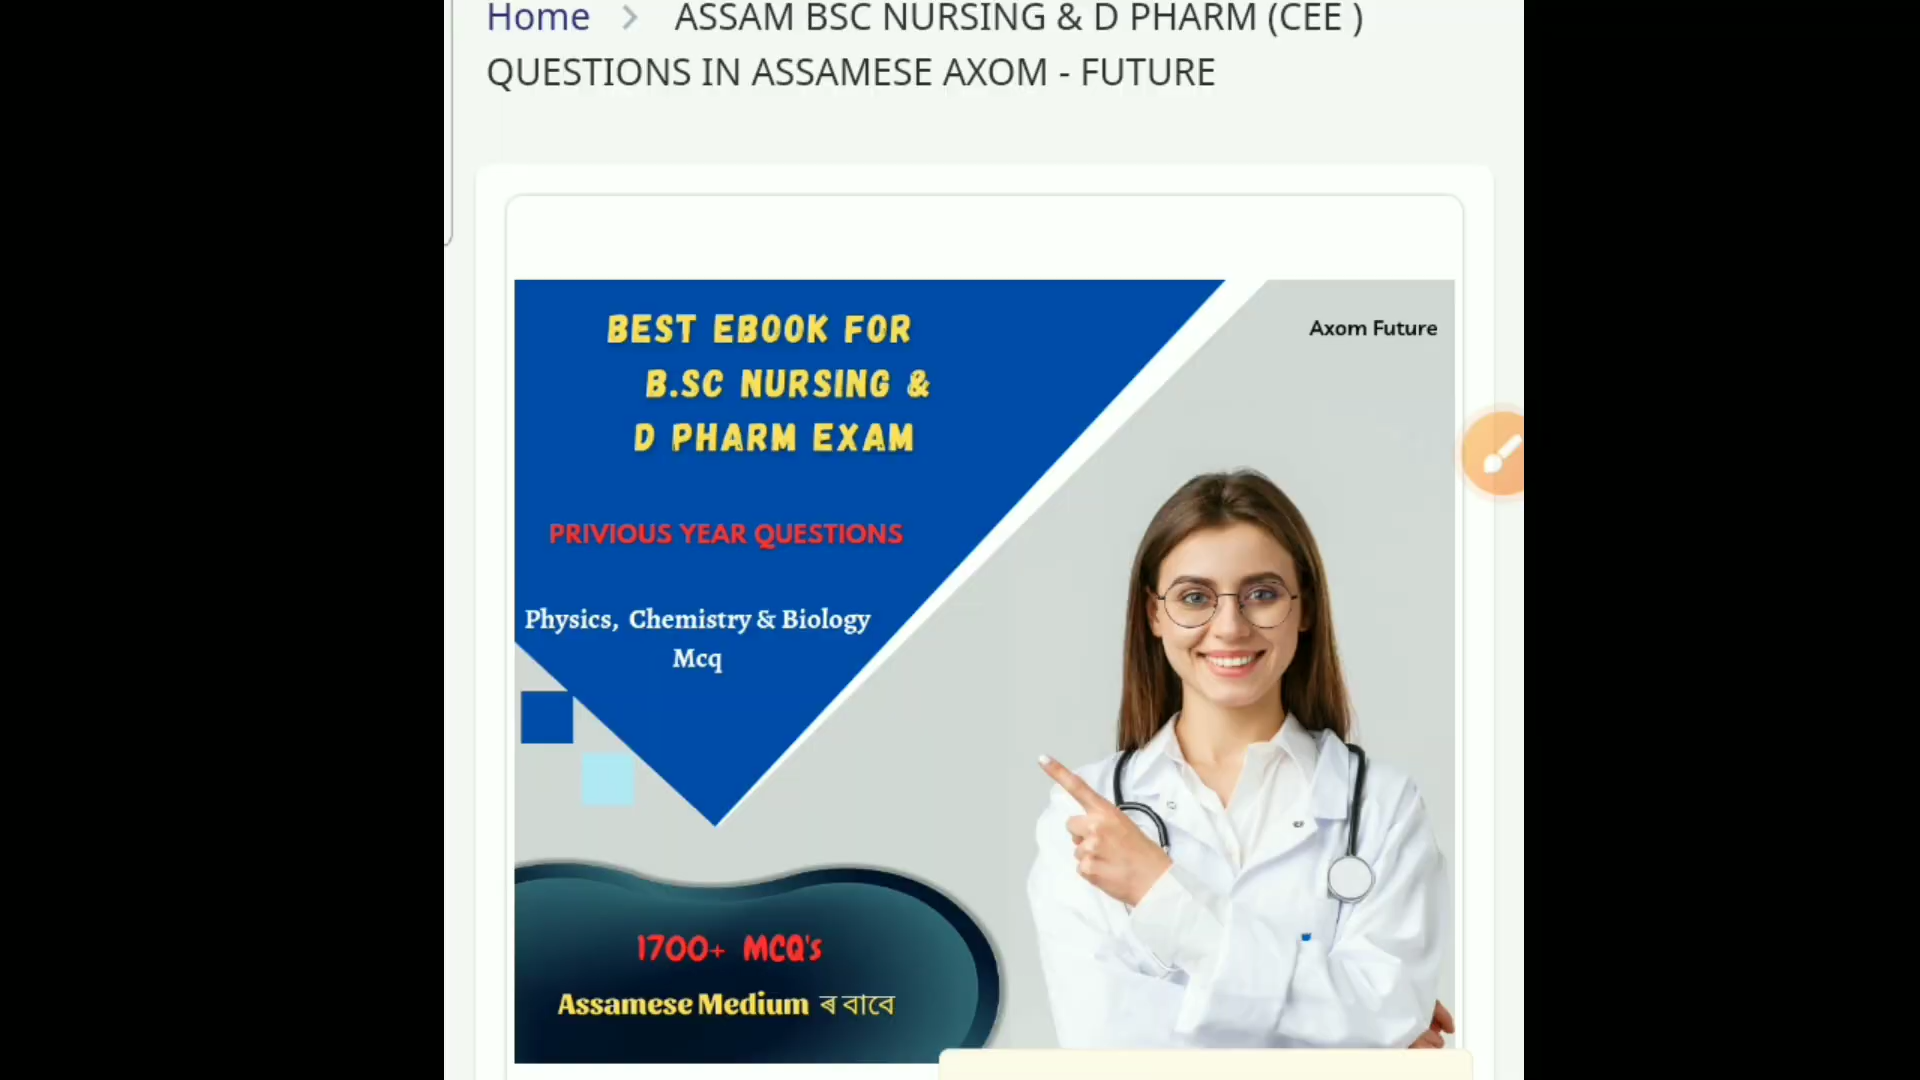 Home > ASSAM BSC NURSING & D PHARM (CEE )
QUESTIONS IN ASSAMESE AXOM - FUTURE
BEST EBOOK FOR
B.SC NURSING &
D PHARM EXAM
Axom Future
PRIVIOUS YEAR QUESTIONS
Physics, Chemistry & Biology
Mcq
1700+ MCQ's
Assamese Medium ৰ বাবে